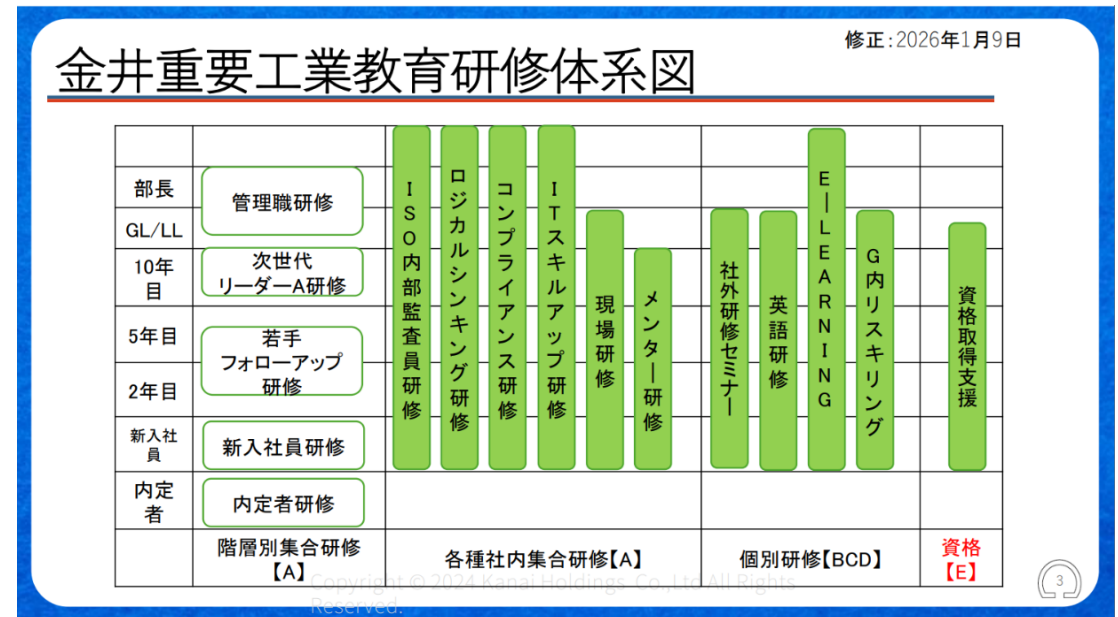 修正:2026年1月9日
金井重要工業教育研修体系図
部長
GL/LL
10年
目
5年目
2年目
新入社
員
内定
者
管理職研修
次世代
リーダーA研修
若手
フォローアップ
研修
新入社員研修
内定者研修
ISO内部監査員研修
ロジカルシンキング研修
コンプライアンス研修
ITスキルアップ研修
現場研修
メンター研修
社外研修セミナー
英語研修
E-LEARNING
G内リスキリング
資格取得支援
階層別集合研修
【A】
各種社内集合研修【A】
個別研修【BCD】
資格
【E】
Copyright © 2024 Kanai Holdings Co.,Ltd All Rights
Reserved.
3